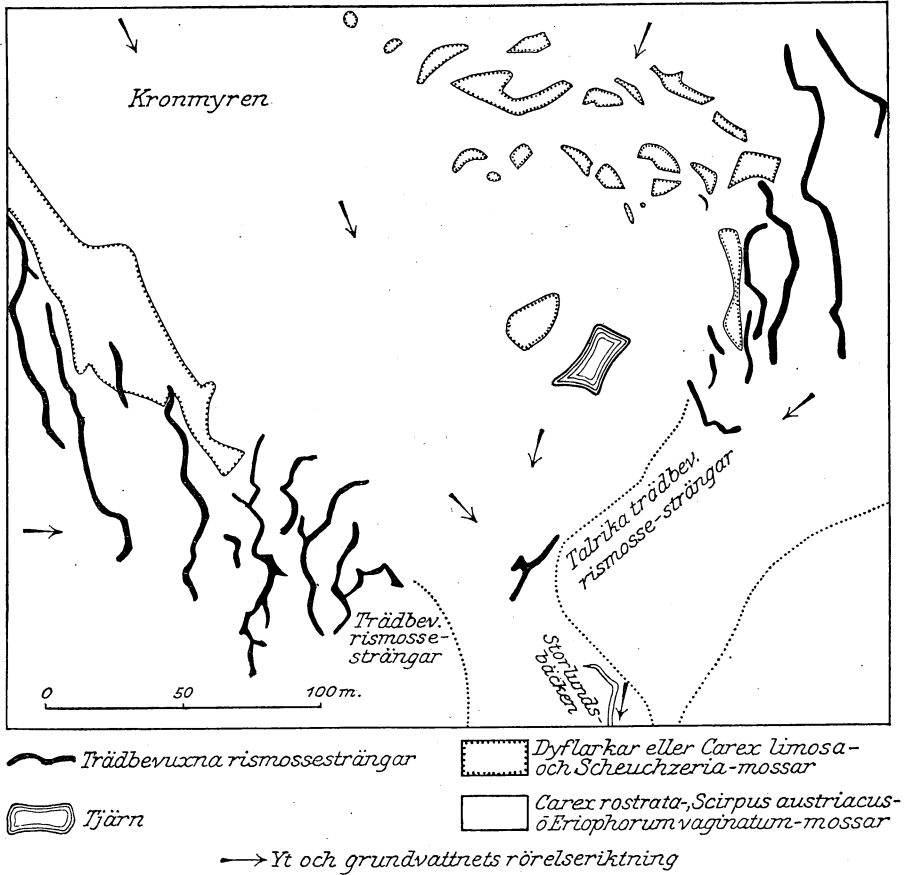 Kronmyren
Talrika trädbev.
rismosse-strängar
Trädbev.
rismosse-
strängar
Storlunds-
bäcken
0 50 100 m.
Trädbevuxna rismossesträngar
Tjärn
Dyflarkar eller Carex limosa-
och Scheuchzeria-mossar
Carex rostrata-, Scirpus austriacus-
ö Eriophorum vaginatum-mossar
Yt och grundvattnets rörelseriktning